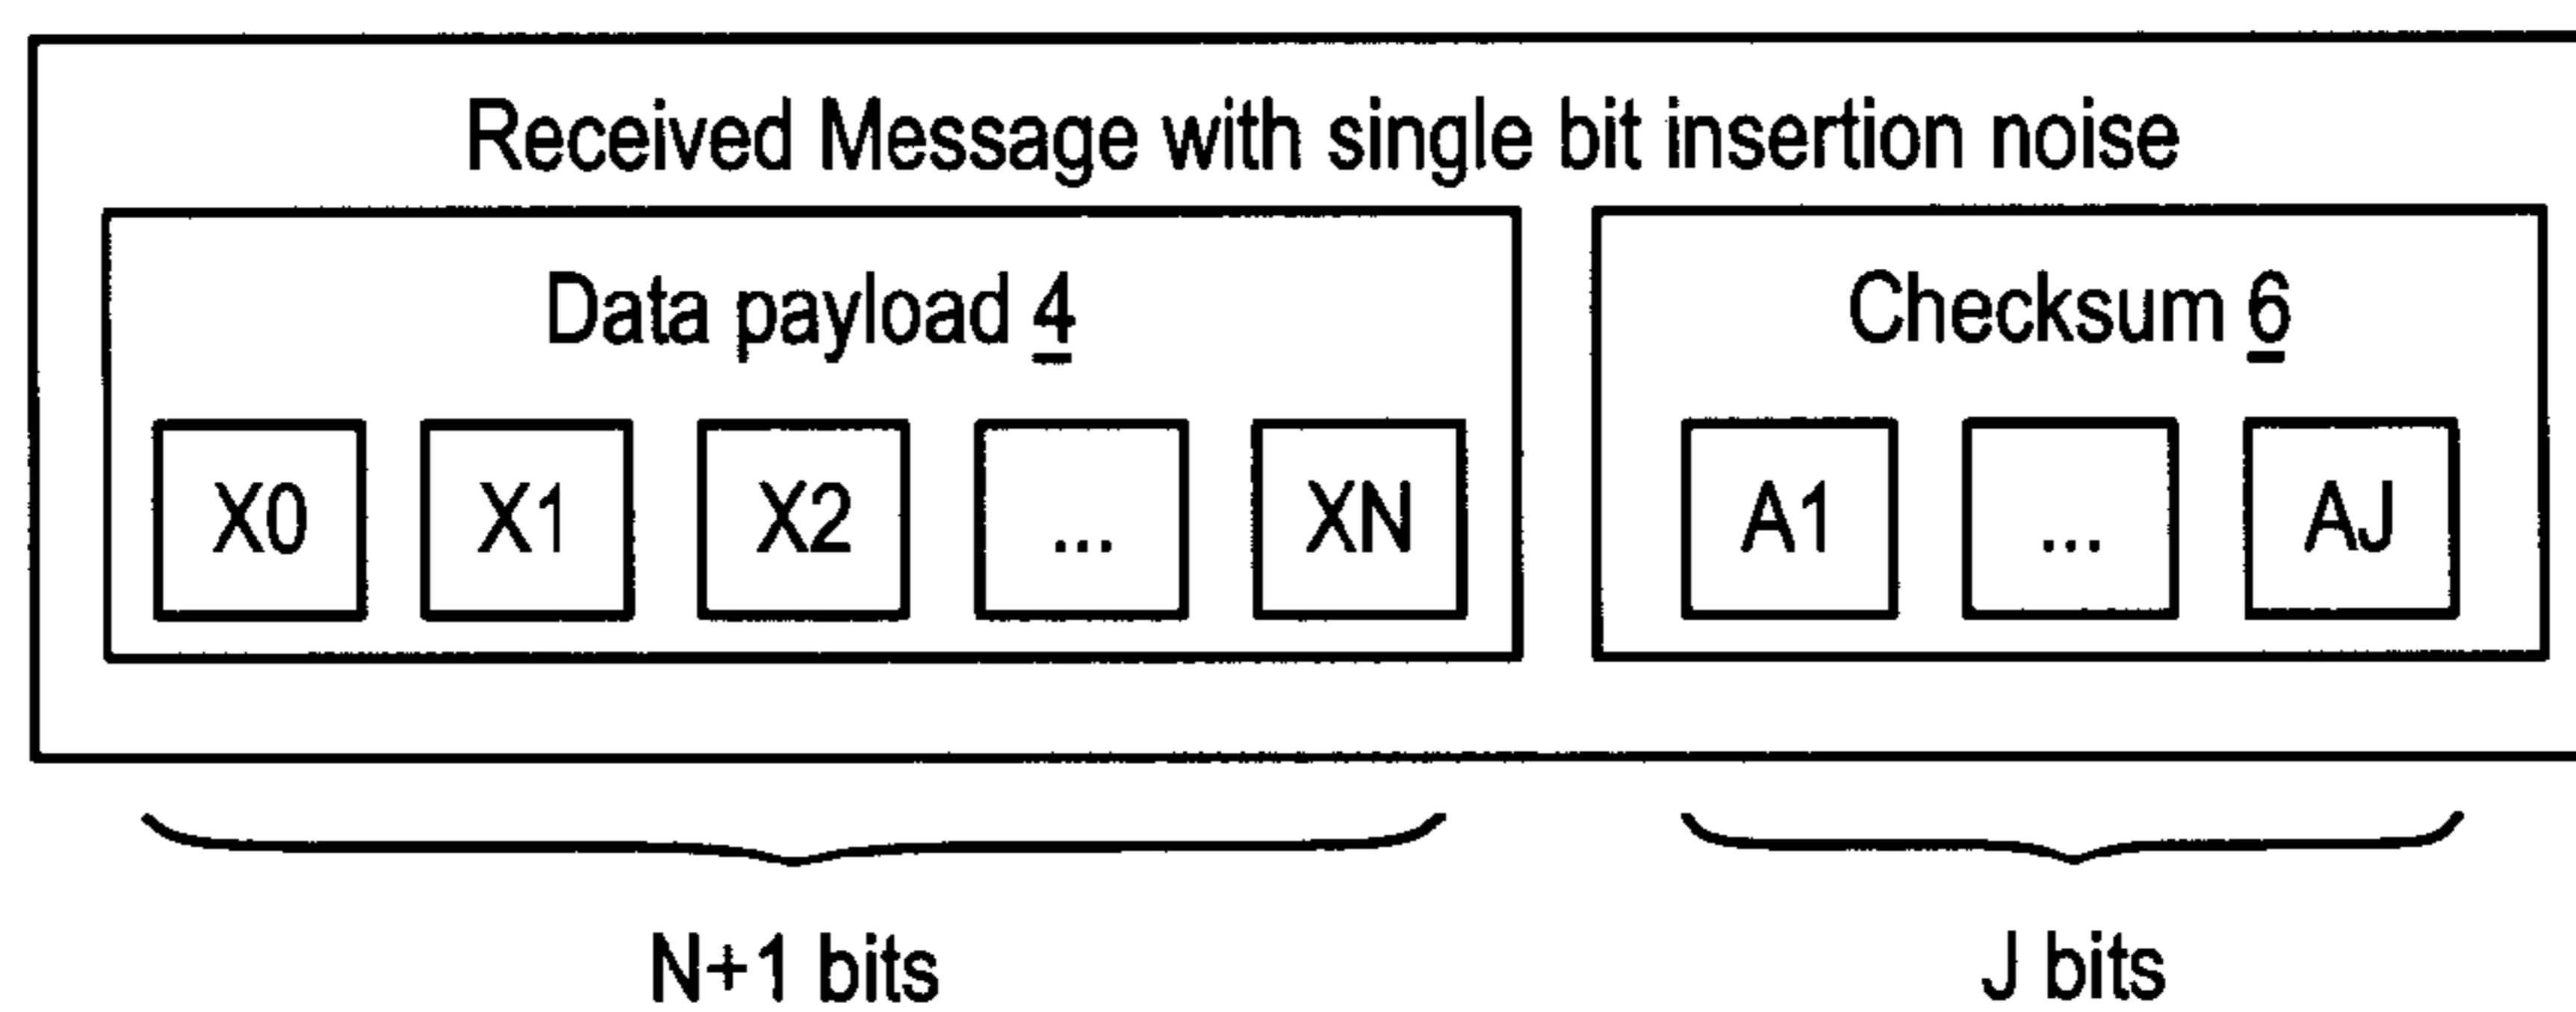 Received Message with single bit insertion noise
Data payload 4
Checksum 6
X0 X1 X2 ... XN
A1 ... AJ
N+1 bits
J bits